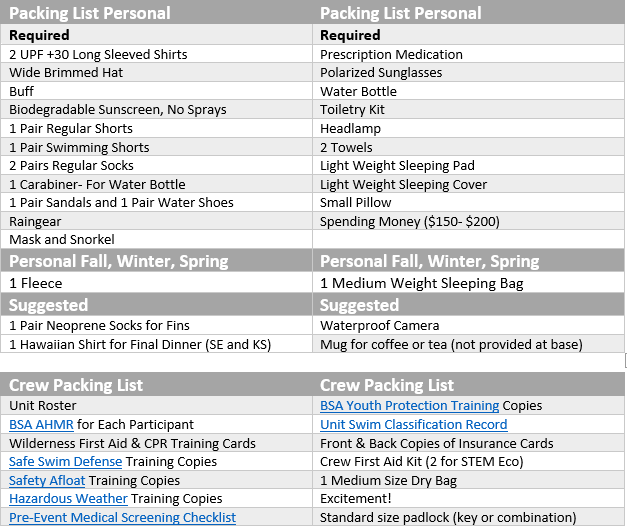 Packing List Personal
Packing List Personal
Required
Required
2 UPF +30 Long Sleeved Shirts
Prescription Medication
Wide Brimmed Hat
Polarized Sunglasses
Buff
Water Bottle
Biodegradable Sunscreen, No Sprays
Toiletry Kit
1 Pair Regular Shorts
Headlamp
1 Pair Swimming Shorts
2 Towels
2 Pairs Regular Socks
Light Weight Sleeping Pad
1 Carabiner- For Water Bottle
Light Weight Sleeping Cover
1 Pair Sandals and 1 Pair Water Shoes
Small Pillow
Raingear
Spending Money ($150- $200)
Mask and Snorkel
Personal Fall, Winter, Spring
Personal Fall, Winter, Spring
1 Fleece
1 Medium Weight Sleeping Bag
Suggested
Suggested
1 Pair Neoprene Socks for Fins
Waterproof Camera
1 Hawaiian Shirt for Final Dinner (SE and KS)
Mug for coffee or tea (not provided at base)
Crew Packing List
Crew Packing List
Unit Roster
BSA Youth Protection Training Copies
BSA AHMR for Each Participant
Unit Swim Classification Record
Wilderness First Aid & CPR Training Cards
Front & Back Copies of Insurance Cards
Safe Swim Defense Training Copies
Crew First Aid Kit (2 for STEM Eco)
Safety Afloat Training Copies
1 Medium Size Dry Bag
Hazardous Weather Training Copies
Excitement!
Pre-Event Medical Screening Checklist
Standard size padlock (key or combination)